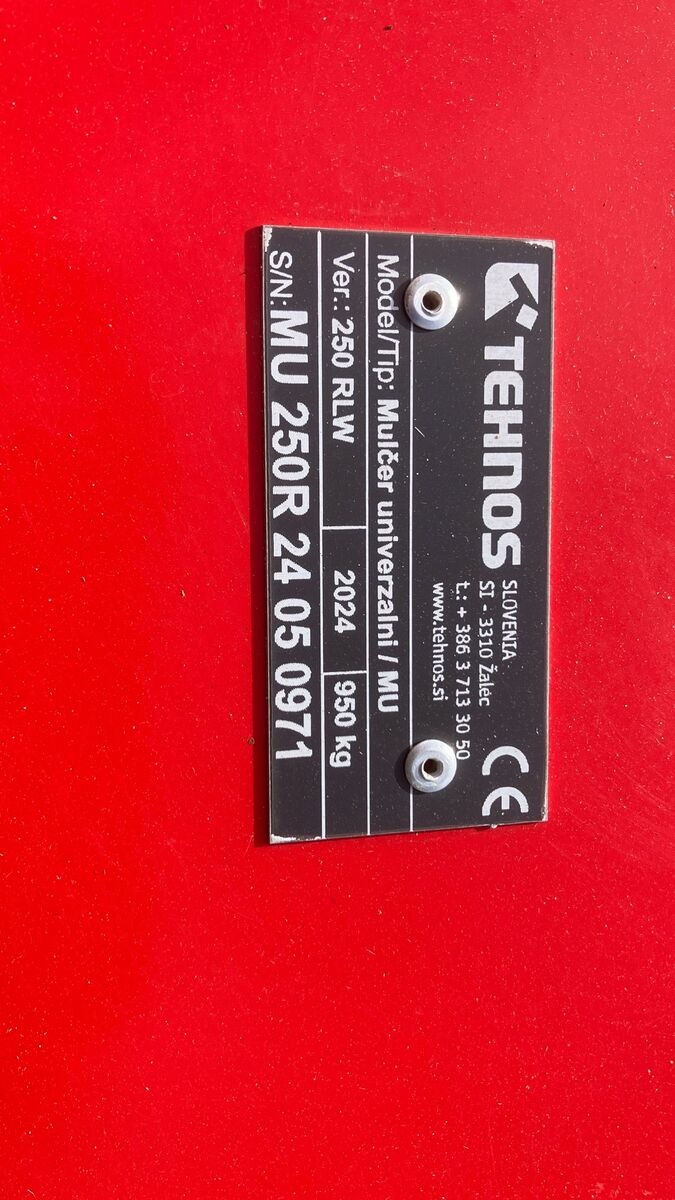 TEHNOS
SLOVENIA
SI - 3310 Žalec
t.: + 386 3 713 30 50
www.tehnos.si
CE
Model/Tip: Mulčer univerzalni / MU
Ver.: 250 RLW 2024 950 kg
S/N: MU 250R 24 05 0971